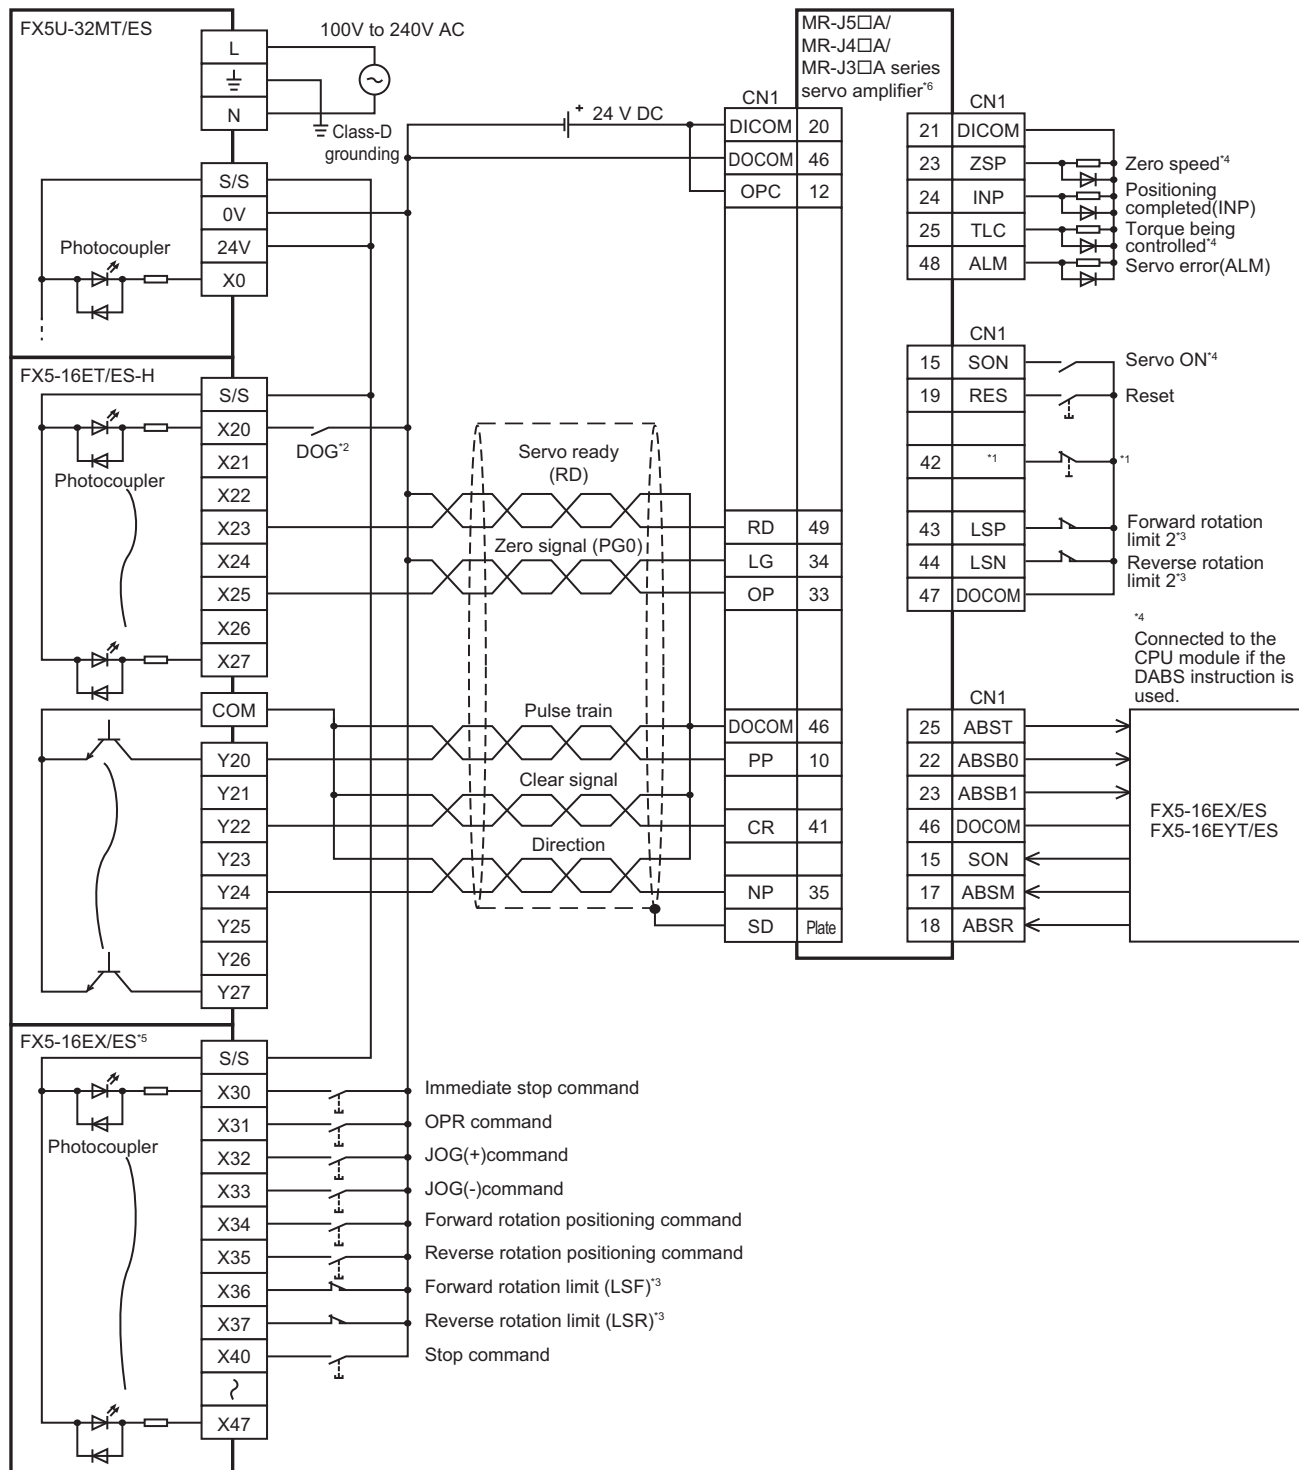 FX5U-32MT/ES
L
N
100V to 240V AC
Class-D
grounding
S/S
0V
24V
X0
Photocoupler
24 V DC
+
MR-J5□A/
MR-J4□A/
MR-J3□A series
servo amplifier*6
CN1
DICOM 20
DOCOM 46
OPC 12
CN1
21 DICOM
23 ZSP
24 INP
25 TLC
48 ALM
Zero speed*4
Positioning
completed(INP)
Torque being
controlled*4
Servo error(ALM)
FX5-16ET/ES-H
S/S
X20
X21
X22
X23
X24
X25
X26
X27
Photocoupler
DOG*2
Servo ready
(RD)
Zero signal (PG0)
RD 49
LG 34
OP 33
CN1
15 SON
19 RES
42 *1
43 LSP
44 LSN
47 DOCOM
Servo ON*4
Reset
*1
Forward rotation
limit 2*3
Reverse rotation
limit 2*3
*4
Connected to the
CPU module if the
DABS instruction is
used.
COM
Y20
Y21
Y22
Y23
Y24
Y25
Y26
Y27
Pulse train
Clear signal
Direction
DOCOM 46
PP 10
CR 41
NP 35
SD Plate
CN1
25 ABST
22 ABSB0
23 ABSB1
46 DOCOM
15 SON
17 ABSM
18 ABSR
FX5-16EX/ES
FX5-16EYT/ES
FX5-16EX/ES*5
S/S
X30
X31
X32
X33
X34
X35
X36
X37
X40
X47
Photocoupler
Immediate stop command
OPR command
JOG(+)command
JOG(-)command
Forward rotation positioning command
Reverse rotation positioning command
Forward rotation limit (LSF)*3
Reverse rotation limit (LSR)*3
Stop command